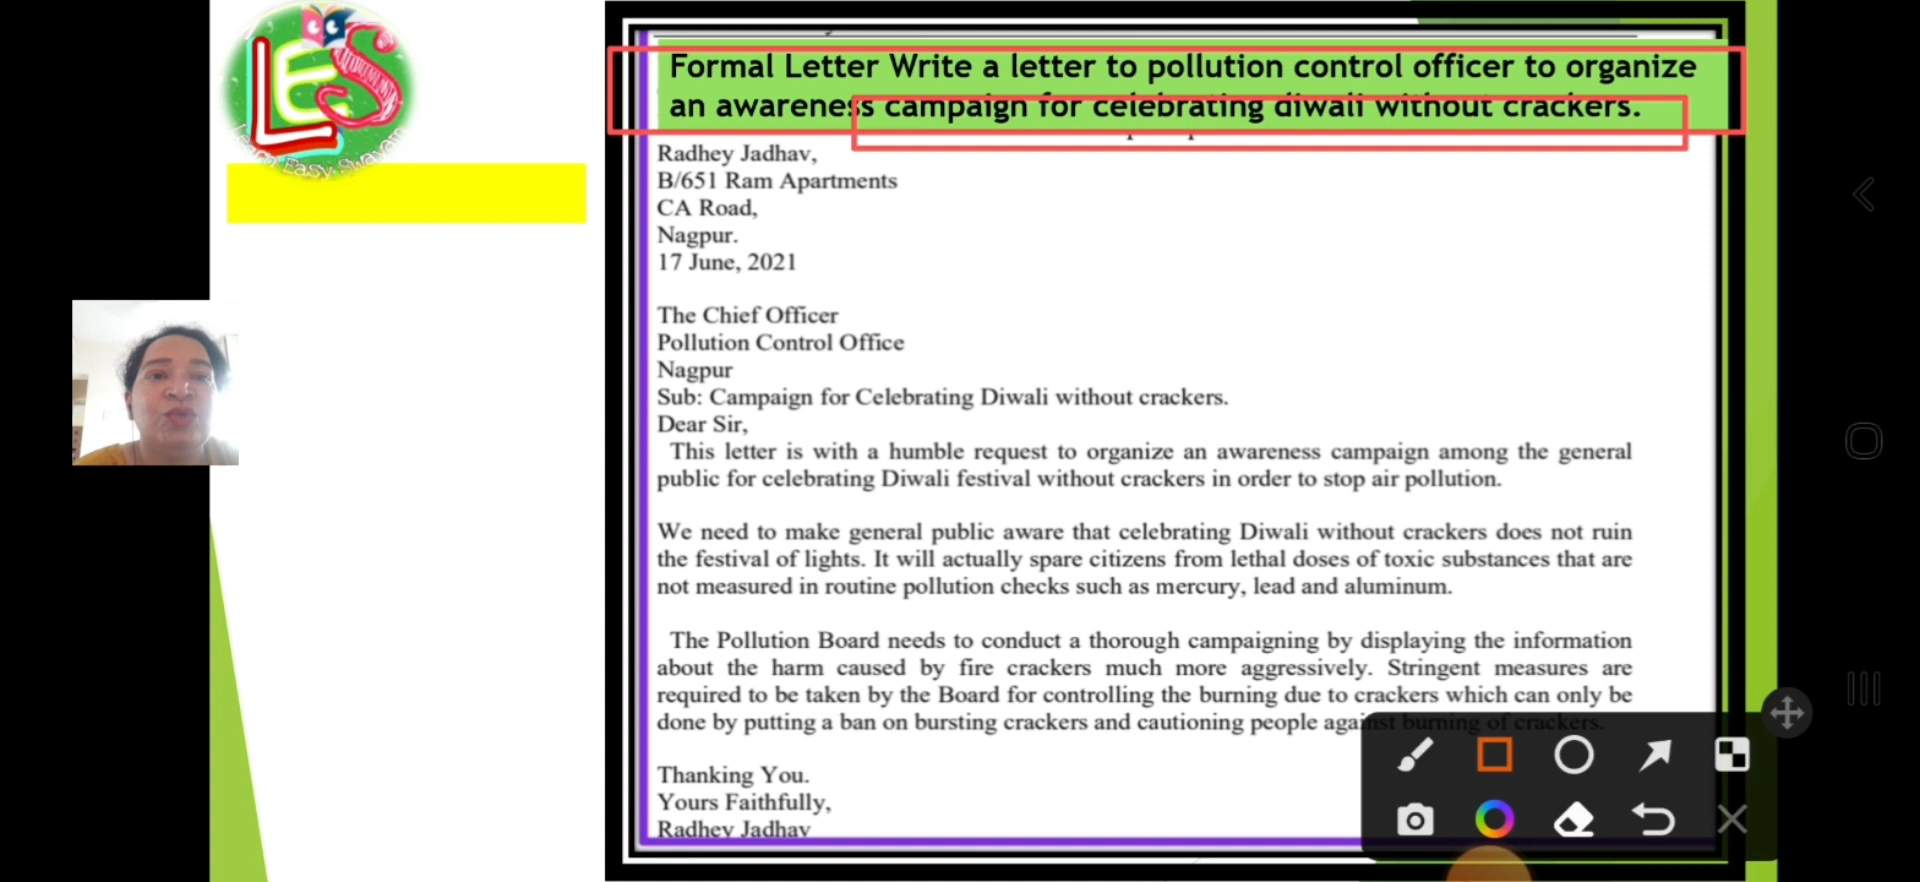 LES
Learn Easy Swayam
Formal Letter Write a letter to pollution control officer to organize
an awareness campaign for celebrating diwali without crackers.
Radhey Jadhav,
B/651 Ram Apartments
CA Road,
Nagpur.
17 June, 2021
The Chief Officer
Pollution Control Office
Nagpur
Sub: Campaign for Celebrating Diwali without crackers.
Dear Sir,
This letter is with a humble request to organize an awareness campaign among the general
public for celebrating Diwali festival without crackers in order to stop air pollution.
We need to make general public aware that celebrating Diwali without crackers does not ruin
the festival of lights. It will actually spare citizens from lethal doses of toxic substances that are
not measured in routine pollution checks such as mercury, lead and aluminum.
The Pollution Board needs to conduct a thorough campaigning by displaying the information
about the harm caused by fire crackers much more aggressively. Stringent measures are
required to be taken by the Board for controlling the burning due to crackers which can only be
done by putting a ban on bursting crackers and cautioning people against burning of crackers.
Thanking You.
Yours Faithfully,
Radhey Jadhav